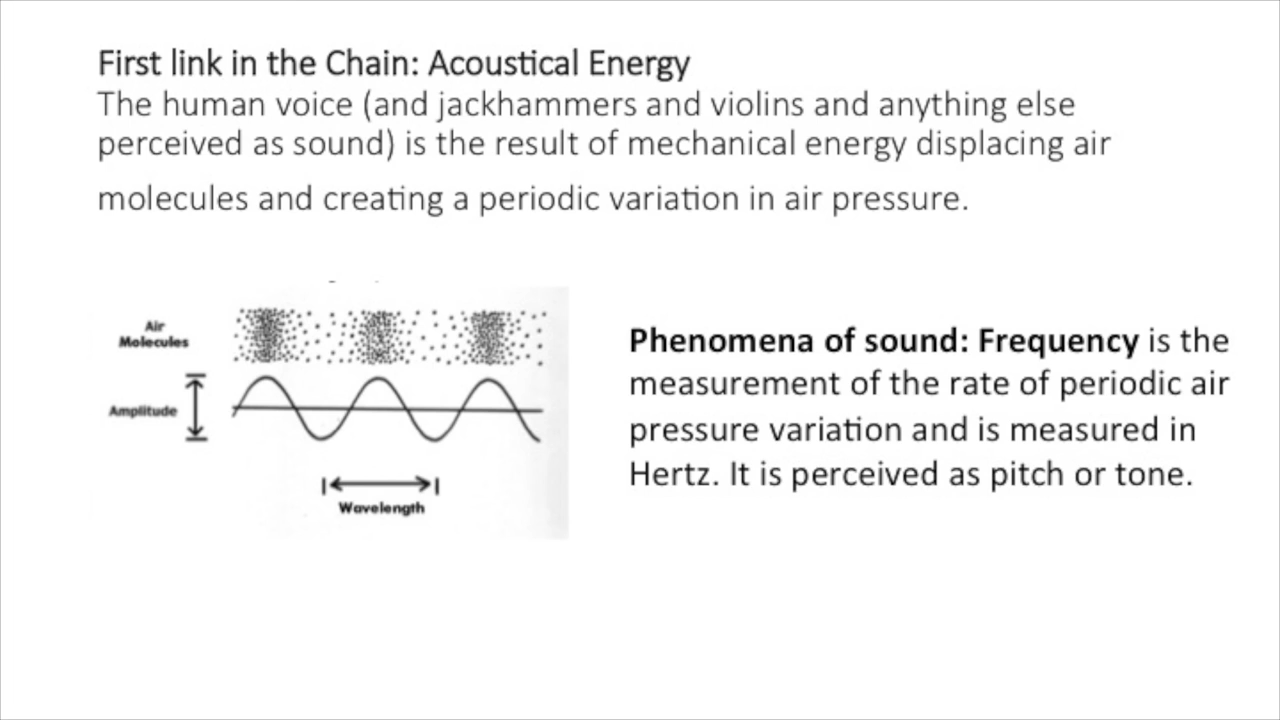 First link in the Chain: Acoustical Energy
The human voice (and jackhammers and violins and anything else
perceived as sound) is the result of mechanical energy displacing air
molecules and creating a periodic variation in air pressure.
Air
Molecules
Amplitude
Wavelength
Phenomena of sound: Frequency is the
measurement of the rate of periodic air
pressure variation and is measured in
Hertz. It is perceived as pitch or tone.